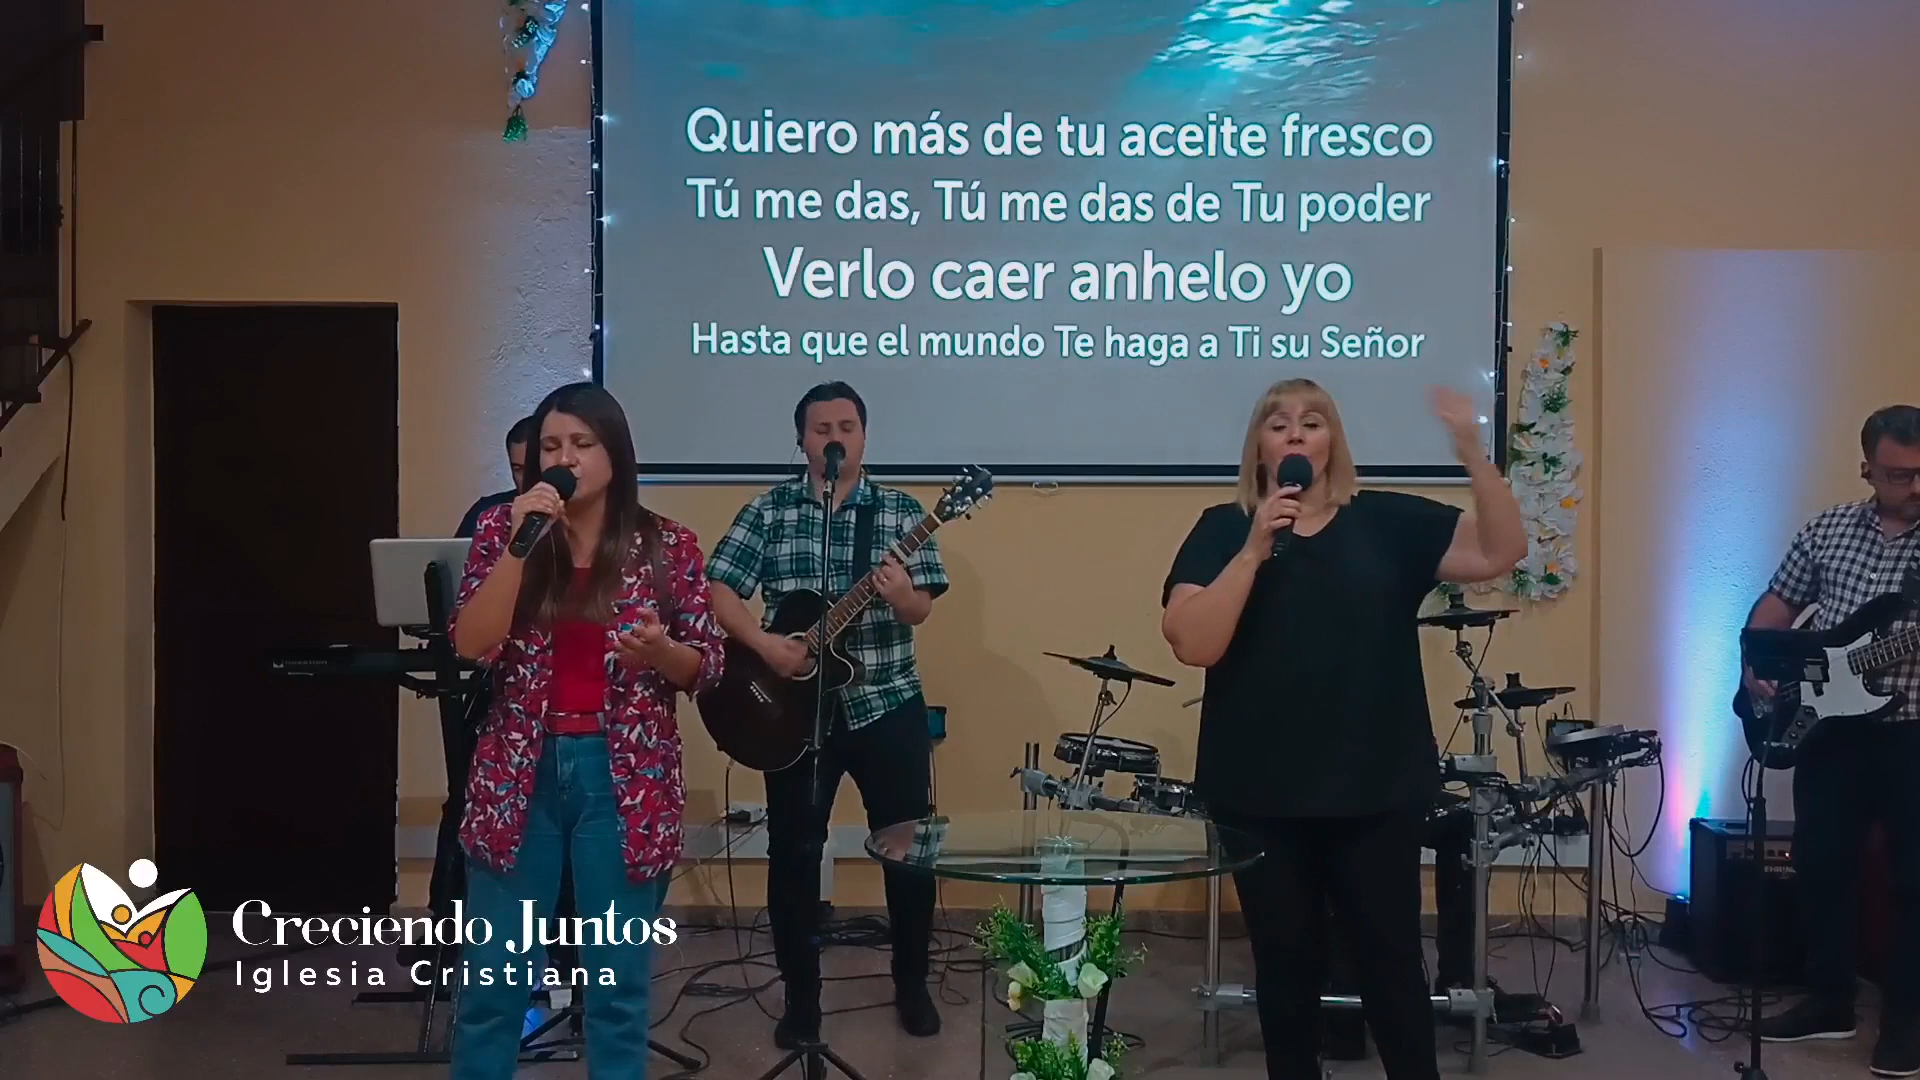 Quiero más de tu aceite fresco
Tú me das, Tú me das de Tu poder
Verlo caer anhelo yo
Hasta que el mundo Te haga a Ti su Señor
Creciendo Juntos
Iglesia Cristiana